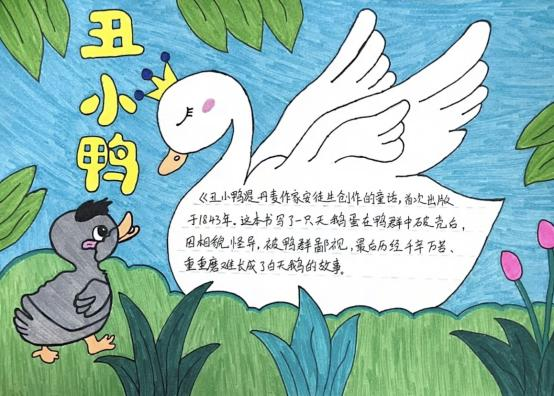 丑小鸭
《丑小鸭是丹麦作家安徒生创作的童话，首次出版
于1843年。这本书写了一只天鹅蛋在鸭群中破壳后，
因相貌怪异，被鸭群鄙视，最后历经千辛万苦、
重重磨难长成了白天鹅的故事。